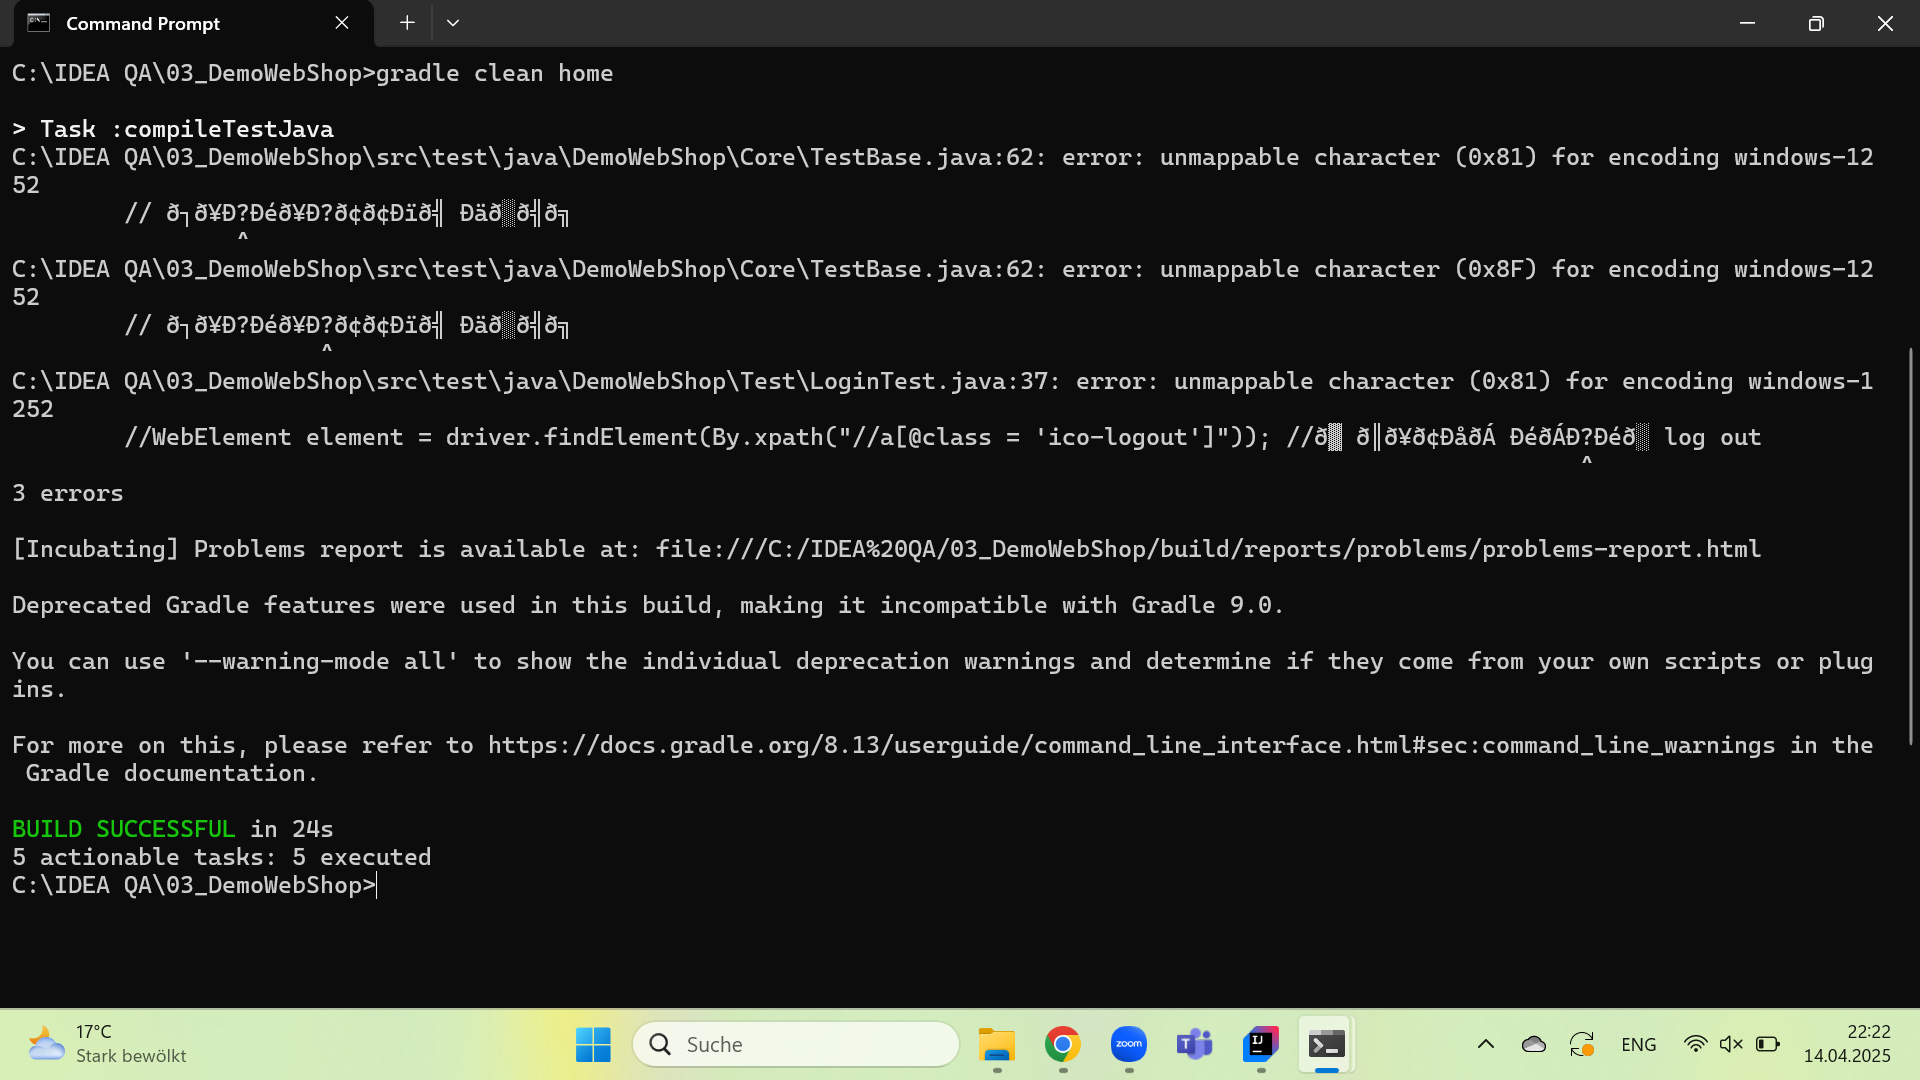 Command Prompt
C:\IDEA QA\03_DemoWebShop>gradle clean home
> Task :compileTestJava
C:\IDEA QA\03_DemoWebShop\src\test\java\DemoWebShop\Core\TestBase.java:62: error: unmappable character (0x81) for encoding windows-12
52
// ð┐ð¥Ð?Ðéð¥Ð?ð¢ð¢Ðïð╣ Ðäð░ð╣ð╗
^
C:\IDEA QA\03_DemoWebShop\src\test\java\DemoWebShop\Core\TestBase.java:62: error: unmappable character (0x8F) for encoding windows-12
52
// ð┐ð¥Ð?Ðéð¥Ð?ð¢ð¢Ðïð╣ Ðäð░ð╣ð╗
^
C:\IDEA QA\03_DemoWebShop\src\test\java\DemoWebShop\Test\LoginTest.java:37: error: unmappable character (0x81) for encoding windows-1
252
//WebElement element = driver.findElement(By.xpath("//a[@class = 'ico-logout']")); //ð▓ ð║ð¥ð¢ÐåðÁ ÐéðÁÐ?Ðéð░ log out
^
3 errors
[Incubating] Problems report is available at: file:///C:/IDEA%20QA/03_DemoWebShop/build/reports/problems/problems-report.html
Deprecated Gradle features were used in this build, making it incompatible with Gradle 9.0.
You can use '--warning-mode all' to show the individual deprecation warnings and determine if they come from your own scripts or plug
ins.
For more on this, please refer to https://docs.gradle.org/8.13/userguide/command_line_interface.html#sec:command_line_warnings in the
Gradle documentation.
BUILD SUCCESSFUL in 24s
5 actionable tasks: 5 executed
C:\IDEA QA\03_DemoWebShop>
17°C
Stark bewölkt
Suche
zoom
T
IJ
ENG
22:22
14.04.2025